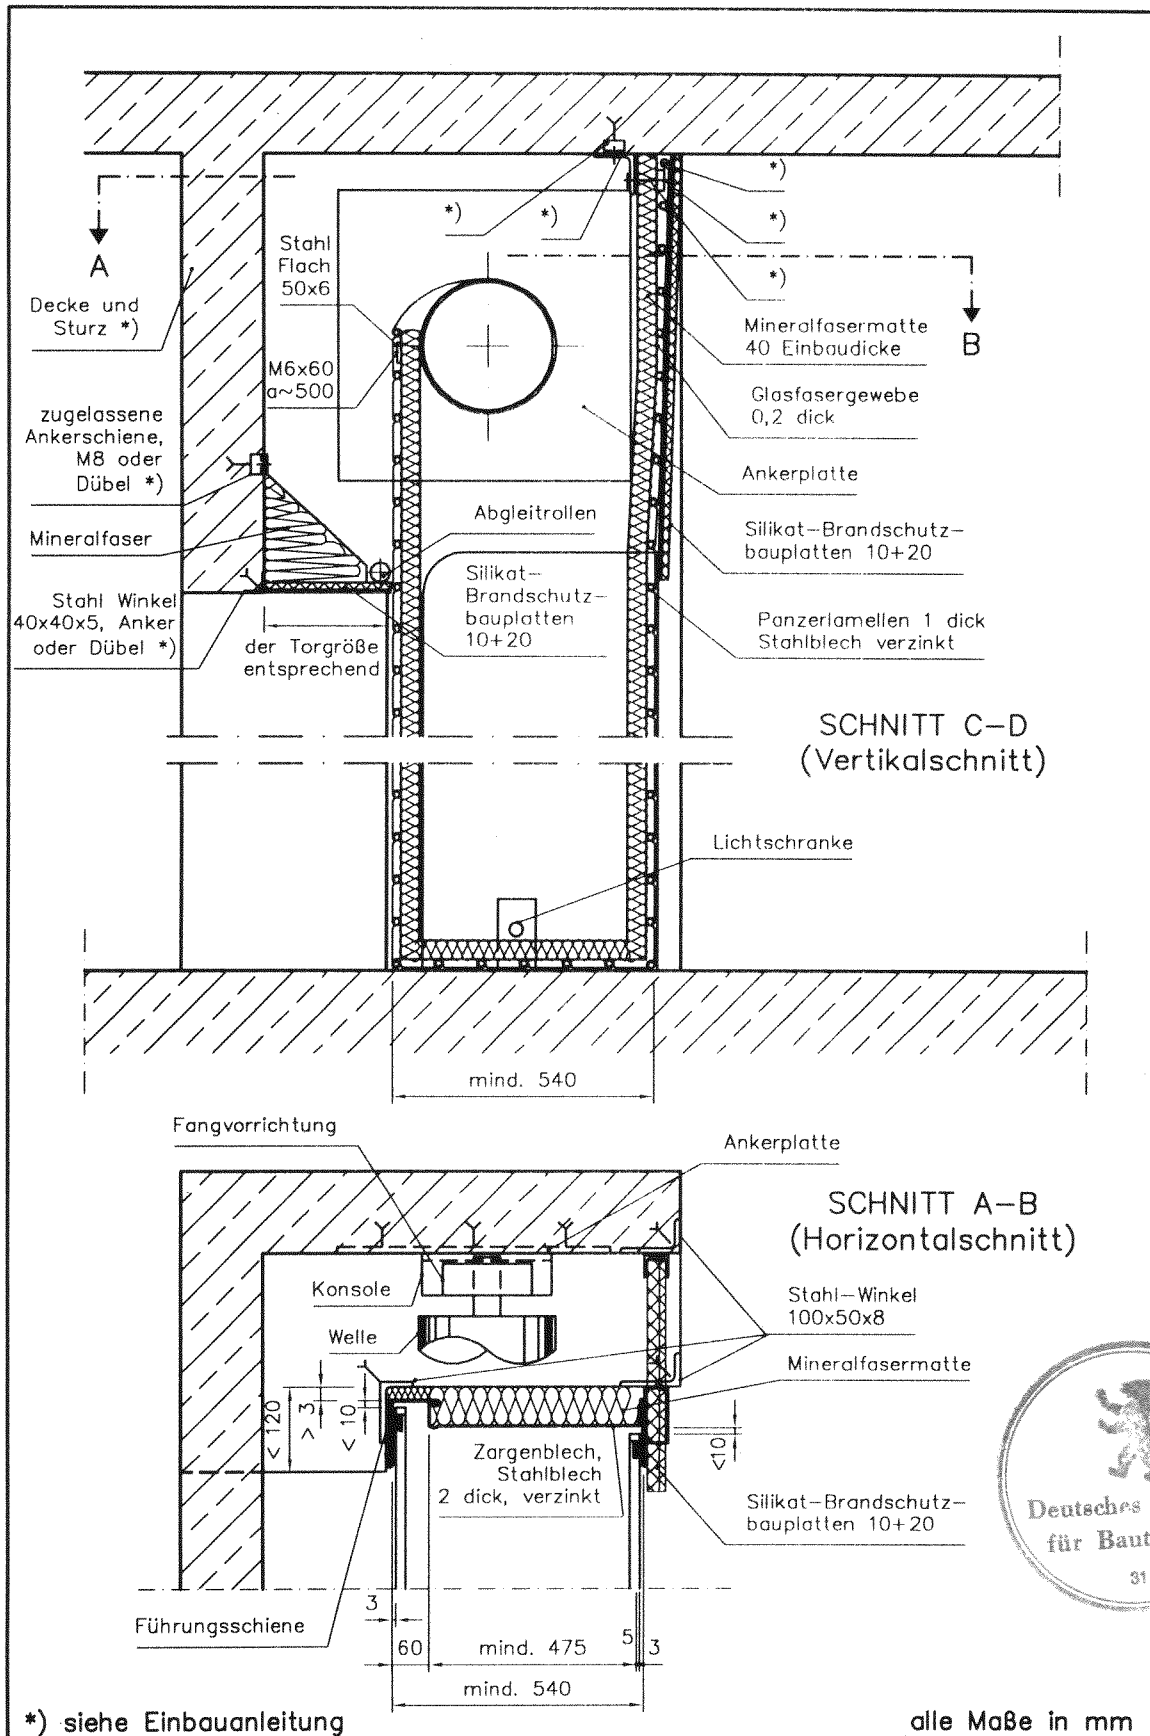 *)
*)
*)
*)
*)
Stahl
Flach
50x6
A
Decke und
Sturz *)
M6x60
a~500
Mineralfasermatte
40 Einbaudicke
B
zugelassene
Ankerschiene,
M8 oder
Dübel *)
Glasfasergewebe
0,2 dick
Ankerplatte
Mineralfaser
Abgleitrollen
Silikat-Brandschutz-
bauplatten 10+20
Stahl Winkel
40x40x5, Anker
oder Dübel *)
Silikat-
Brandschutz-
bauplatten
10+20
der Torgröße
entsprechend
Panzerlamellen 1 dick
Stahlblech verzinkt
SCHNITT C-D
(Vertikalschnitt)
Lichtschranke
mind. 540
Fangvorrichtung
Ankerplatte
SCHNITT A-B
(Horizontalschnitt)
Konsole
Stahl-Winkel
100x50x8
Welle
Mineralfasermatte
< 120
> 3
< 10
<10
Zargenblech,
Stahlblech
2 dick, verzinkt
Silikat-Brandschutz-
bauplatten 10+20
Deutsches
für Baut
31
3
Führungsschiene
60
mind. 475
5
3
mind. 540
*) siehe Einbauanleitung
alle Maße in mm